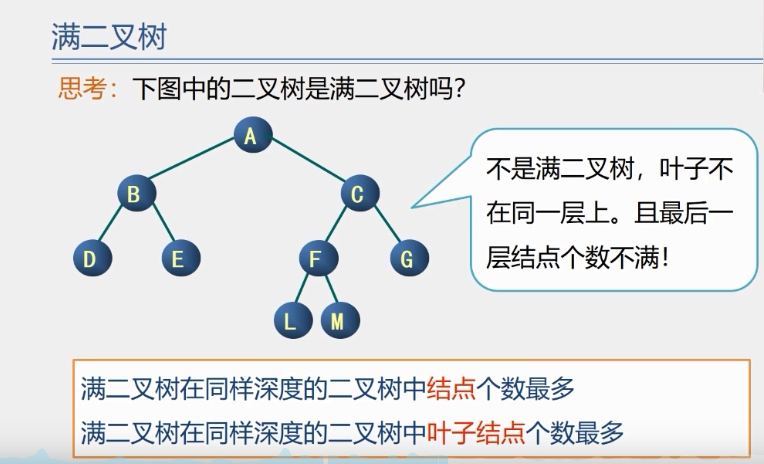 满二叉树
思考：下图中的二叉树是满二叉树吗？
A
B
C
不是满二叉树，叶子不
在同一层上。且最后一
层结点个数不满！
D
E
F
G
L
M
满二叉树在同样深度的二叉树中结点个数最多
满二叉树在同样深度的二叉树中叶子结点个数最多